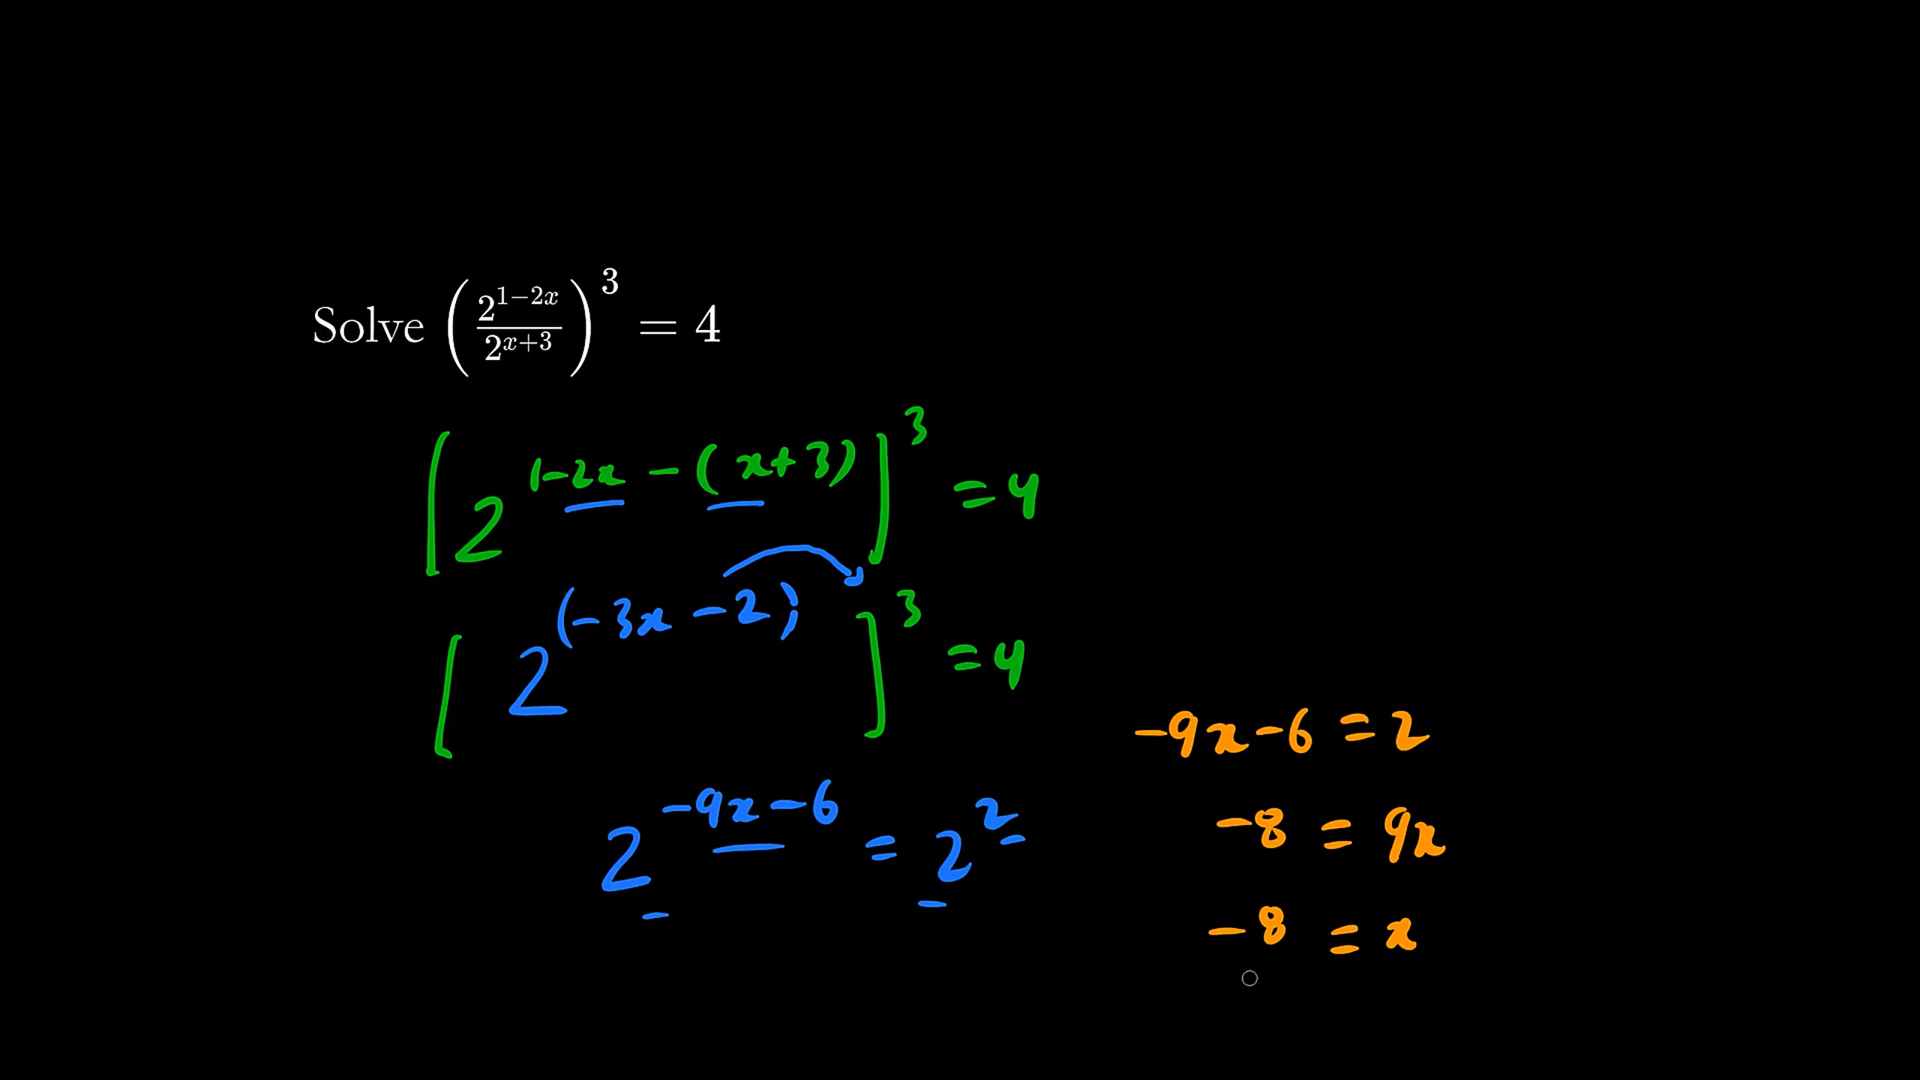 Solve (2^{1-2x}/2^{x+3})^3 = 4
[2^{1-2x-(x+3)}]^3 = 4
[2^{(-3x-2)}]^3 = 4
2^{-9x-6} = 2^2
-9x-6=2
-8 = 9x
-8 = x